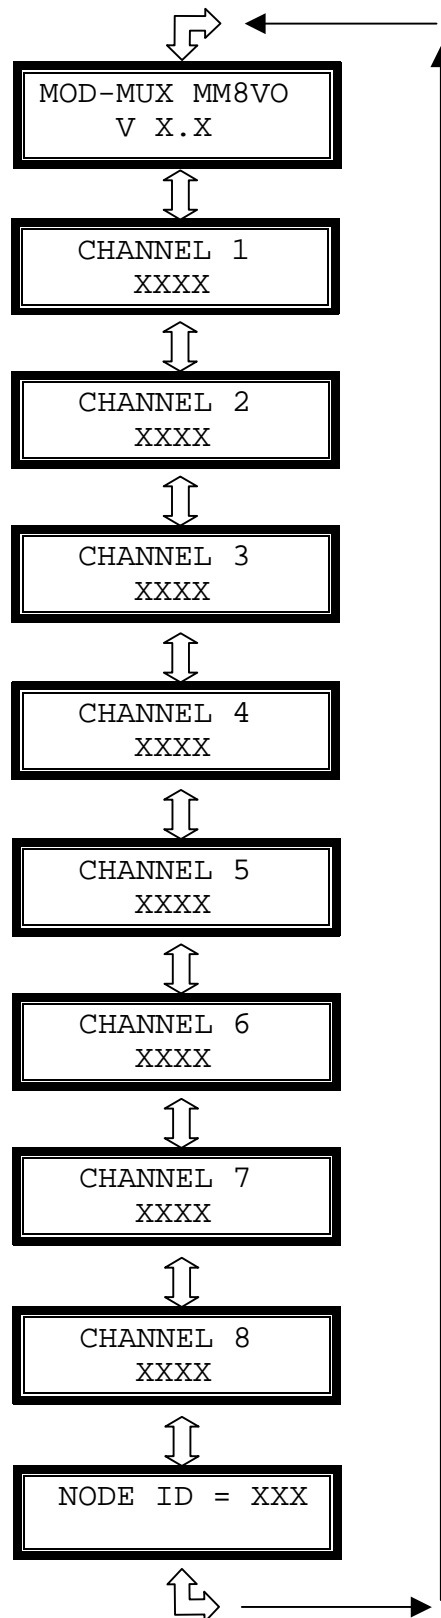 MOD-MUX MM8VO
V X.X
CHANNEL 1
XXXX
CHANNEL 2
XXXX
CHANNEL 3
XXXX
CHANNEL 4
XXXX
CHANNEL 5
XXXX
CHANNEL 6
XXXX
CHANNEL 7
XXXX
CHANNEL 8
XXXX
NODE ID = XXX